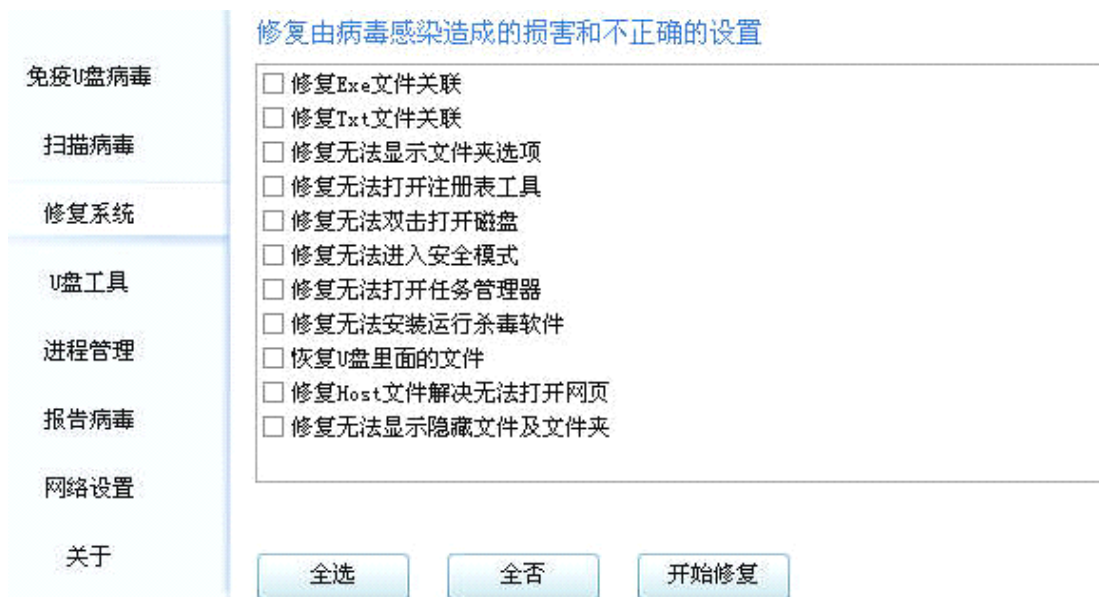 修复由病毒感染造成的损害和不正确的设置
免疫U盘病毒
扫描病毒
修复系统
U盘工具
进程管理
报告病毒
网络设置
关于
修复Exe文件关联
修复Txt文件关联
修复无法显示文件夹选项
修复无法打开注册表工具
修复无法双击打开磁盘
修复无法进入安全模式
修复无法打开任务管理器
修复无法安装运行杀毒软件
恢复U盘里面的文件
修复Host文件解决无法打开网页
修复无法显示隐藏文件及文件夹
全选
全否
开始修复